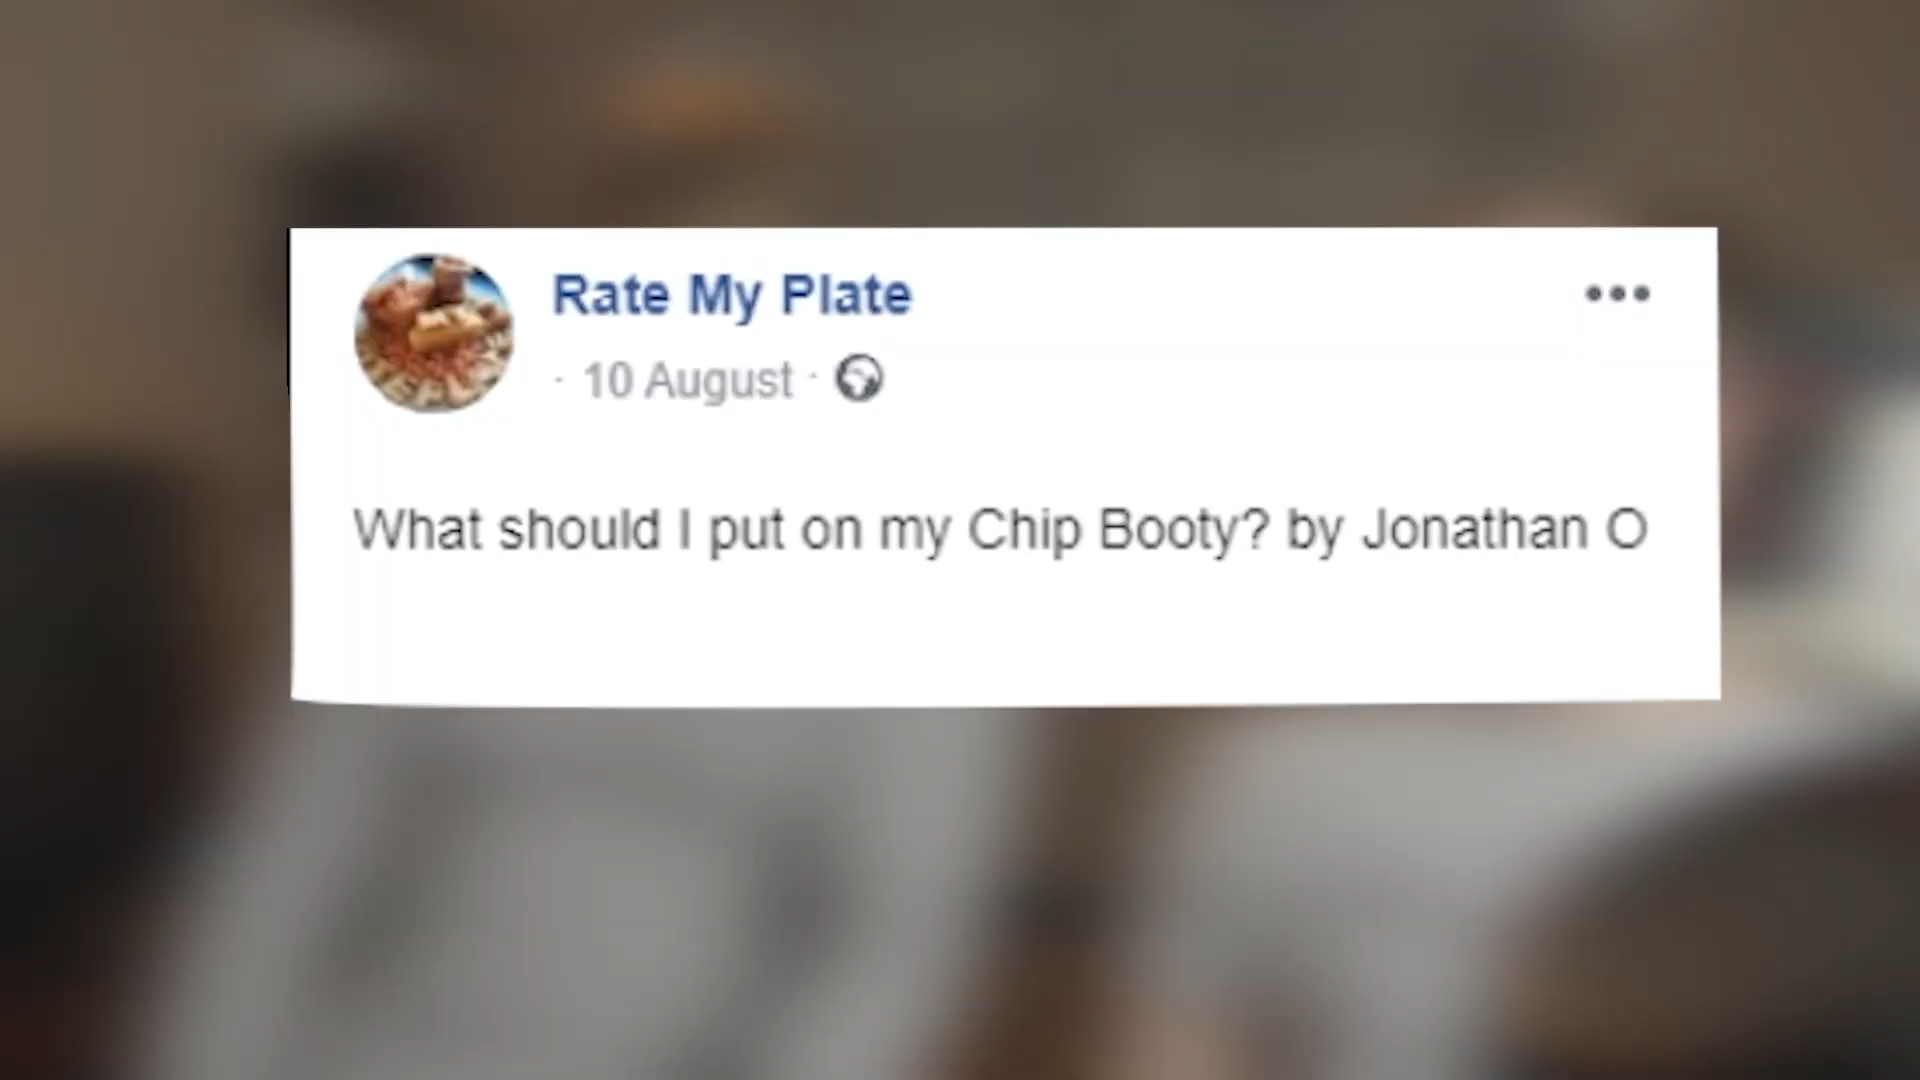 Rate My Plate
· 10 August ·
What should I put on my Chip Booty? by Jonathan O